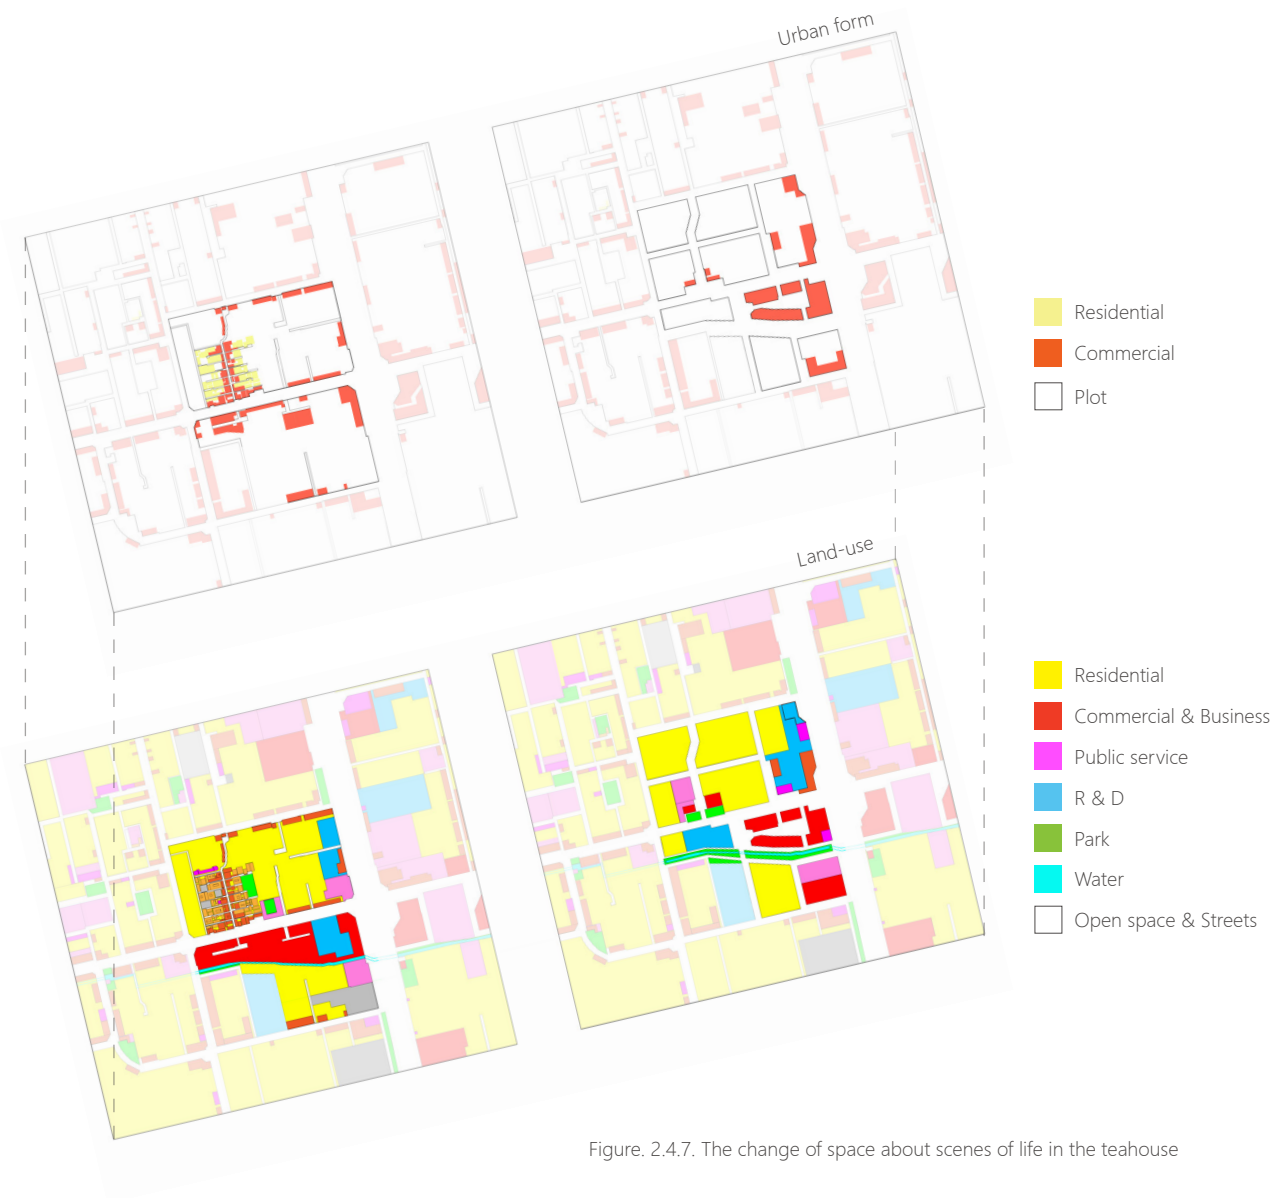 Urban form
Residential
Commercial
Plot
Land-use
Residential
Commercial & Business
Public service
R & D
Park
Water
Open space & Streets
Figure. 2.4.7. The change of space about scenes of life in the teahouse